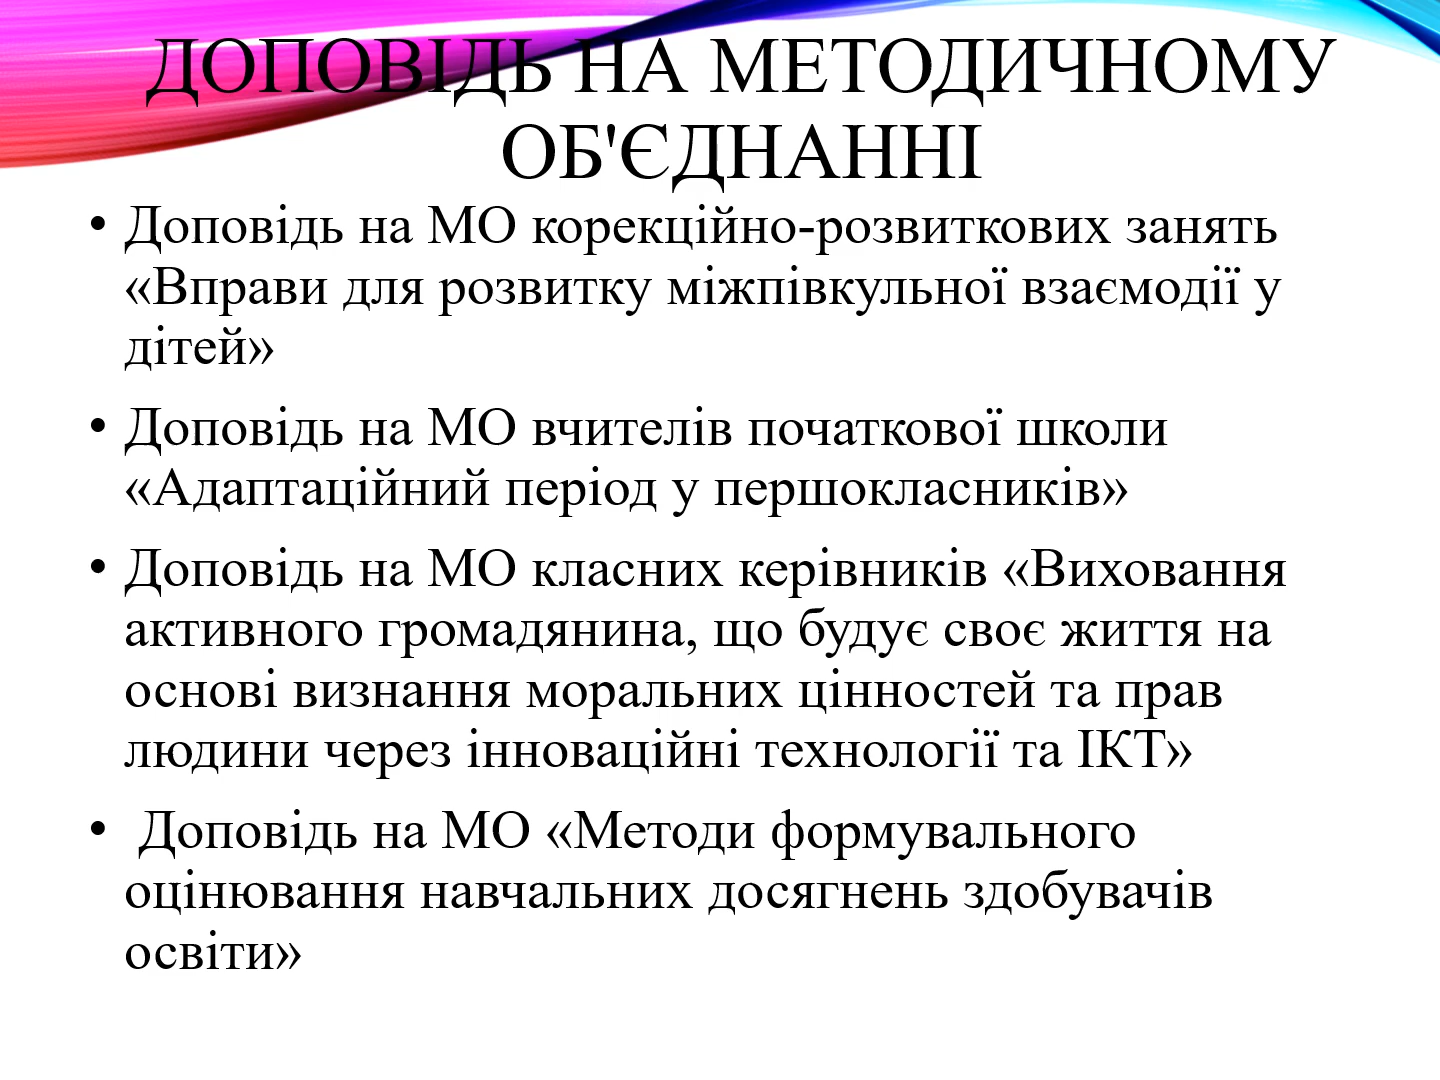 ДОПОВІДЬ НА МЕТОДИЧНОМУ
ОБ'ЄДНАННІ
• Доповідь на МО корекційно-розвиткових занять
«Вправи для розвитку міжпівкульної взаємодії у
дітей»
• Доповідь на МО вчителів початкової школи
«Адаптаційний період у першокласників»
• Доповідь на МО класних керівників «Виховання
активного громадянина, що будує своє життя на
основі визнання моральних цінностей та прав
людини через інноваційні технології та ІКТ»
• Доповідь на МО «Методи формувального
оцінювання навчальних досягнень здобувачів
освіти»